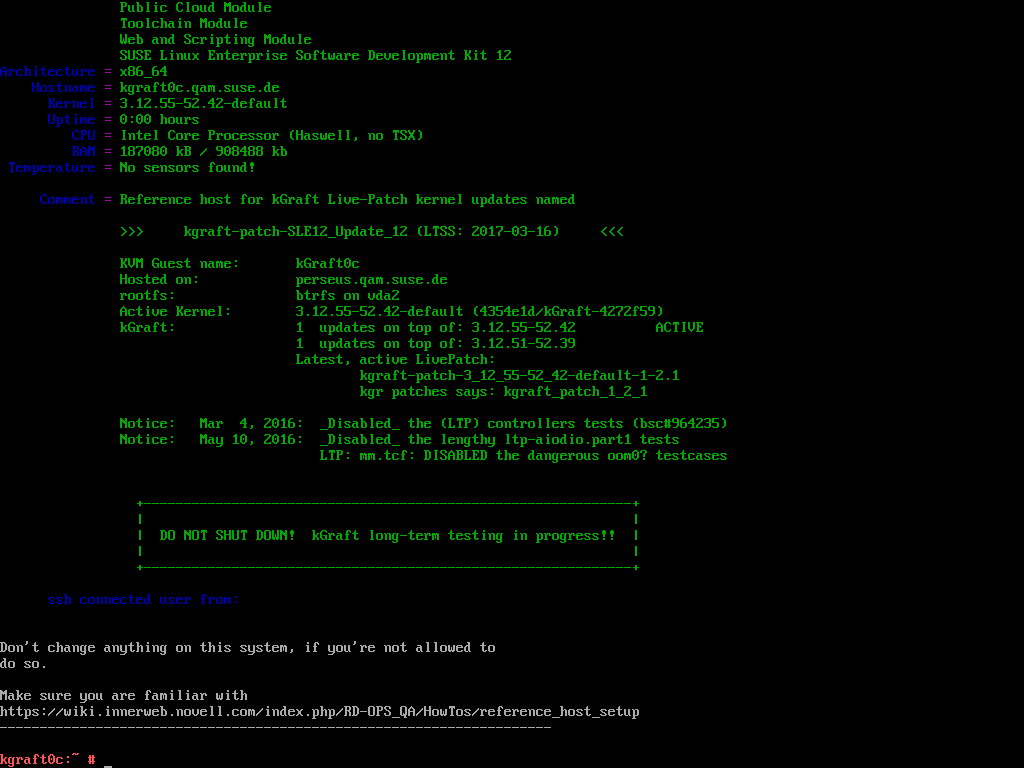 Public Cloud Module
Toolchain Module
Web and Scripting Module
SUSE Linux Enterprise Software Development Kit 12
Architecture = x86_64
Hostname = kgraft0c.qam.suse.de
Kernel = 3.12.55-52.42-default
Uptime = 0:00 hours
CPU = Intel Core Processor (Haswell, no TSX)
RAM = 187080 kB / 908488 kb
Temperature = No sensors found!
Comment = Reference host for kGraft Live-Patch kernel updates named
>>> kgraft-patch-SLE12_Update_12 (LTSS: 2017-03-16) <<<
KVM Guest name: kGraft0c
Hosted on: perseus.qam.suse.de
rootfs: btrfs on vda2
Active Kernel: 3.12.55-52.42-default (4354e1d/kGraft-4272f59)
kGraft: 1 updates on top of: 3.12.55-52.42 ACTIVE
1 updates on top of: 3.12.51-52.39
Latest, active LivePatch:
kgraft-patch-3_12_55-52_42-default-1-2.1
kgr patches says: kgraft_patch_1_2_1
Notice: Mar 4, 2016: _Disabled_ the (LTP) controllers tests (bsc#964235)
Notice: May 10, 2016: _Disabled_ the lengthy ltp-aiodio.part1 tests
LTP: mm.tcf: DISABLED the dangerous oom0? testcases
+-------------------------------------------------------------+
| |
| DO NOT SHUT DOWN! kGraft long-term testing in progress!! |
| |
+-------------------------------------------------------------+
ssh connected user from:
Don't change anything on this system, if you're not allowed to
do so.
Make sure you are familiar with
https://wiki.innerweb.novell.com/index.php/RD-OPS_QA/HowTos/reference_host_setup
---------------------------------------------------------------------
kgraft0c:~ # _